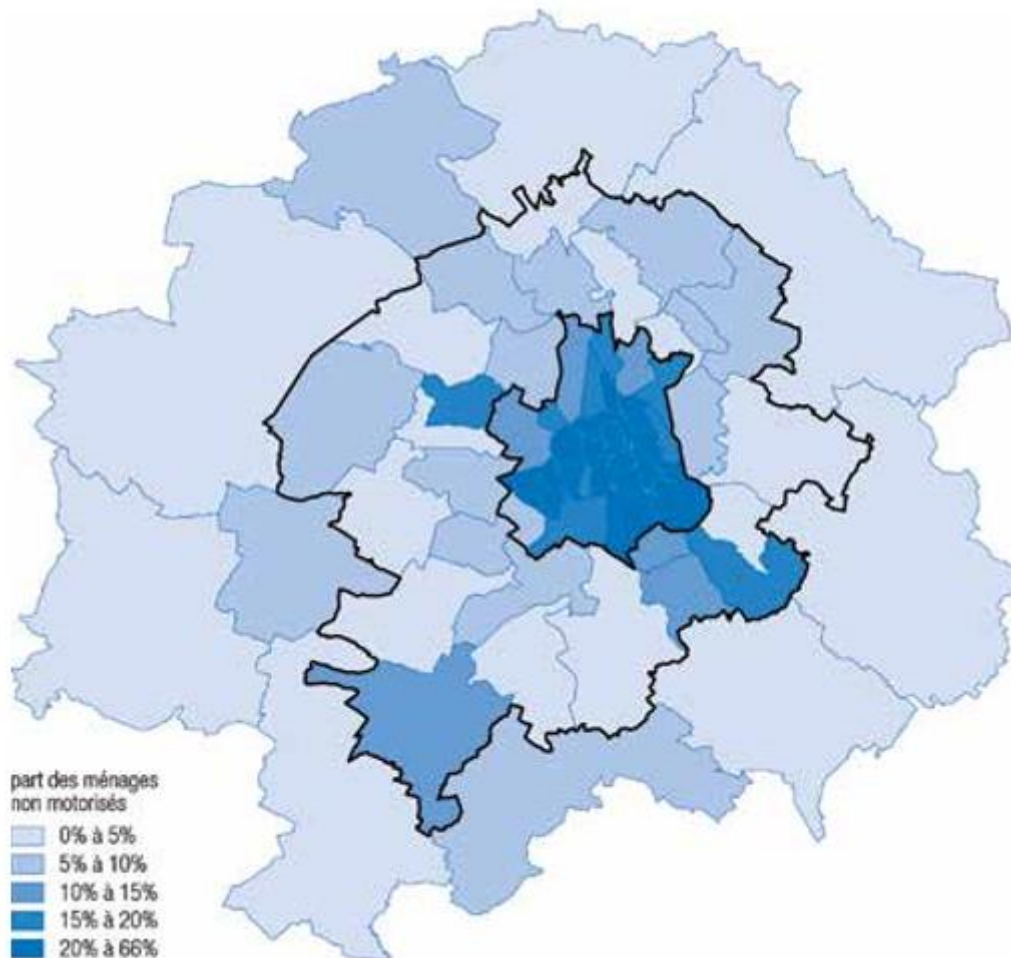 part des ménages
non motorisés
0% à 5%
5% à 10%
10% à 15%
15% à 20%
20% à 66%